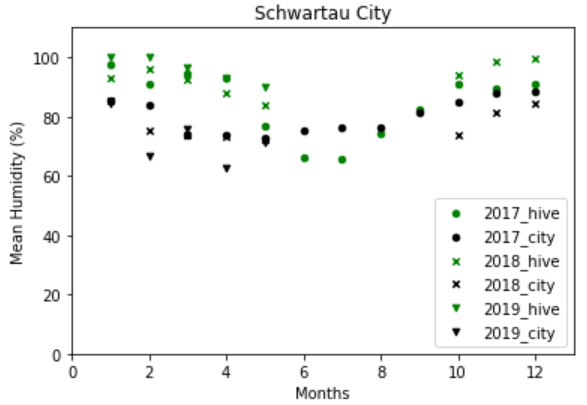 Schwartau City
Mean Humidity (%)
100
80
60
40
20
0
2017_hive
2017_city
2018_hive
2018_city
2019_hive
2019_city
0 2 4 6 8 10 12
Months